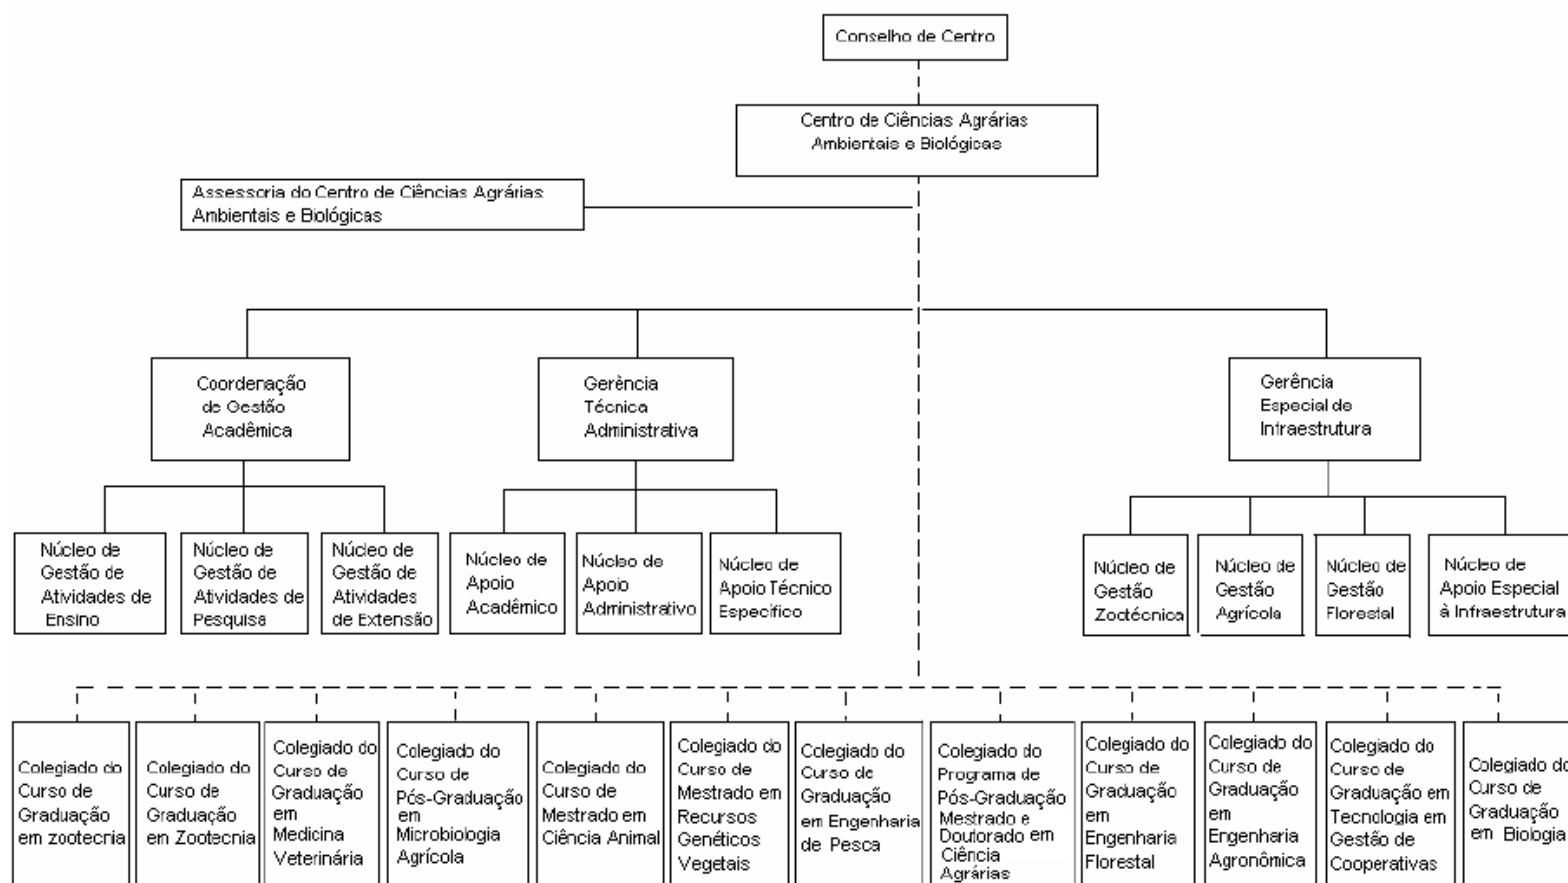 Conselho de Centro
Centro de Ciências Agrárias
Ambientais e Biológicas
Assessoria do Centro de Ciências Agrárias
Ambientais e Biológicas
Coordenação
de Gestão
Acadêmica
Gerência
Técnica
Administrativa
Gerência
Especial de
Infraestrutura
Núcleo de
Gestão de
Atividades de
Ensino
Núcleo de
Gestão de
Atividades de
Pesquisa
Núcleo de
Gestão de
Atividades
de Extensão
Núcleo de
Apoio
Acadêmico
Núcleo de
Apoio
Administrativo
Núcleo de
Apoio Técnico
Específico
Núcleo de
Gestão
Zootécnica
Núcleo de
Gestão
Agrícola
Núcleo de
Gestão
Florestal
Núcleo de
Apoio Especial
à Infraestrutura
Colegiado do
Curso de
Graduação
em zootecnia
Colegiado do
Curso de
Graduação
em Zootecnia
Colegiado do
Curso de
Graduação
em
Medicina
Veterinária
Colegiado do
Curso de
Pós-Graduação
em
Microbiologia
Agrícola
Colegiado do
Curso de
Mestrado em
Ciência Animal
Colegiado do
Curso de
Mestrado em
Recursos
Genéticos
Vegetais
Colegiado do
Curso de
Graduação
em Engenharia
de Pesca
Colegiado do
Programa de
Pós-Graduação
Mestrado e
Doutorado em
Ciência
Agrárias
Colegiado do
Curso de
Graduação
em
Engenharia
Florestal
Colegiado do
Curso de
Graduação
em
Engenharia
Agronômica
Colegiado do
Curso de
Graduação em
Tecnologia em
Gestão de
Cooperativas
Colegiado do
Curso de
Graduação
em Biologia